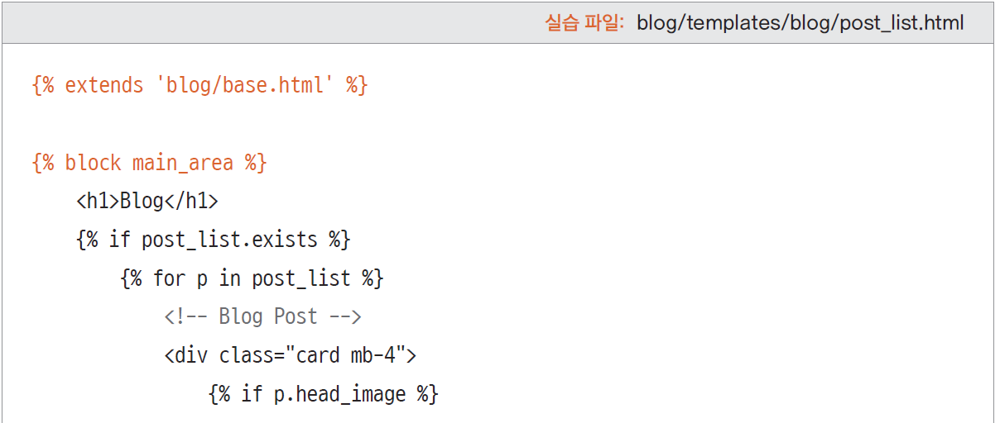 실습 파일: blog/templates/blog/post_list.html
{% extends 'blog/base.html' %}
{% block main_area %}
<h1>Blog</h1>
{% if post_list.exists %}
{% for p in post_list %}
<!-- Blog Post -->
<div class="card mb-4">
{% if p.head_image %}